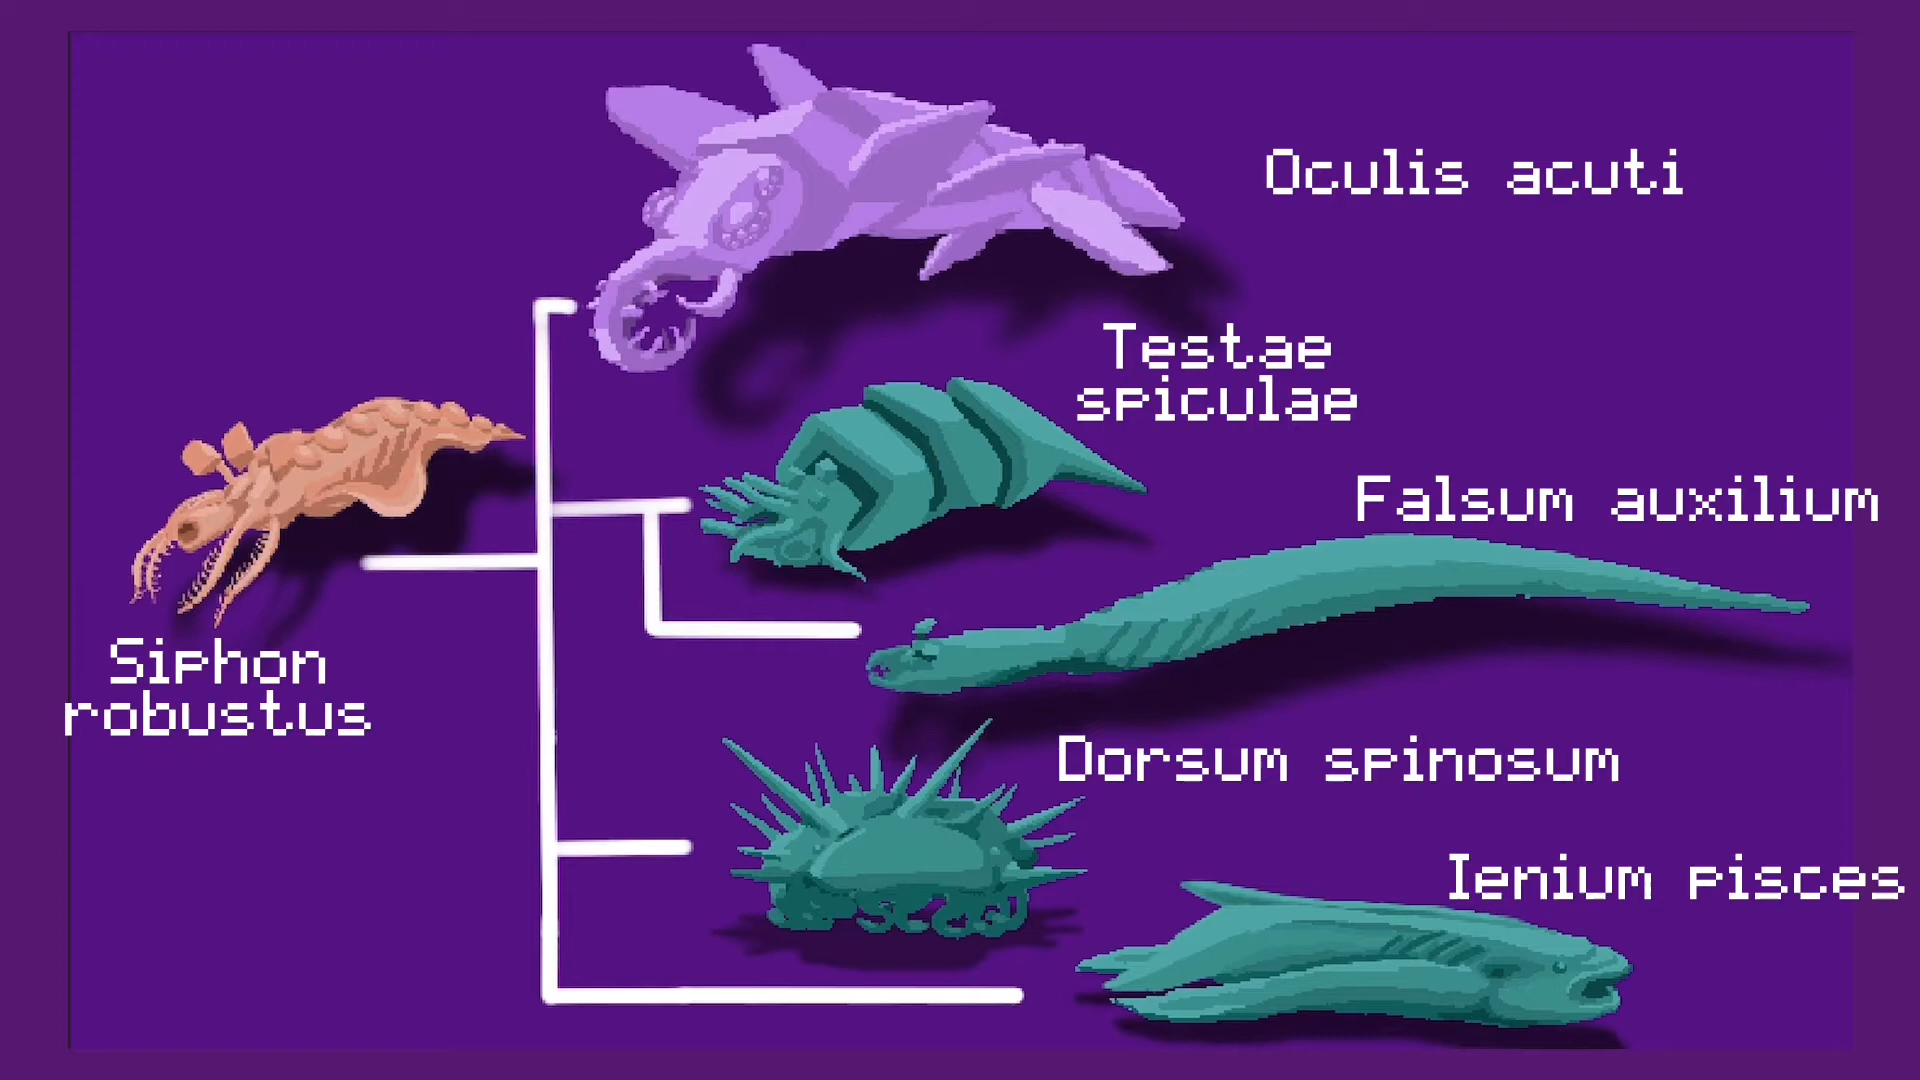 Oculis acuti
Testae
spiculae
Falsum auxilium
Siphon
robustus
Dorsum spinosum
Ienium pisces